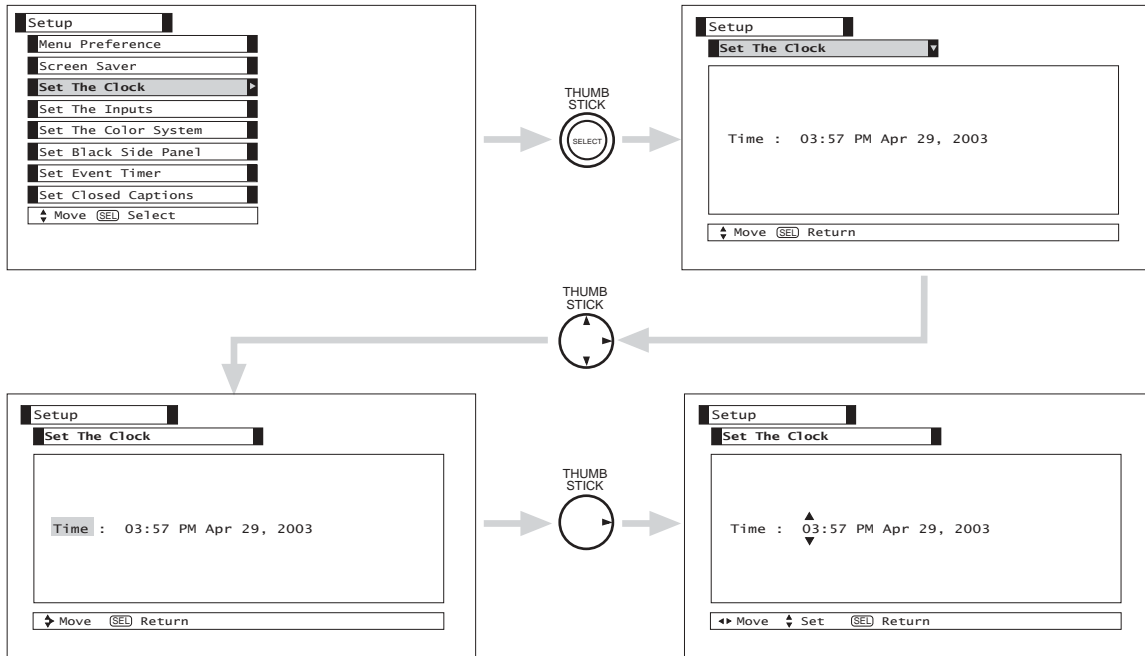 Setup
Menu Preference
Screen Saver
Set The Clock
Set The Inputs
Set The Color System
Set Black Side Panel
Set Event Timer
Set Closed Captions
Move SEL Select
THUMB
STICK
SELECT
Setup
Set The Clock
Time : 03:57 PM Apr 29, 2003
Move SEL Return
THUMB
STICK
Setup
Set The Clock
Time : 03:57 PM Apr 29, 2003
Move SEL Return
THUMB
STICK
Setup
Set The Clock
Time : 03:57 PM Apr 29, 2003
Move Set SEL Return